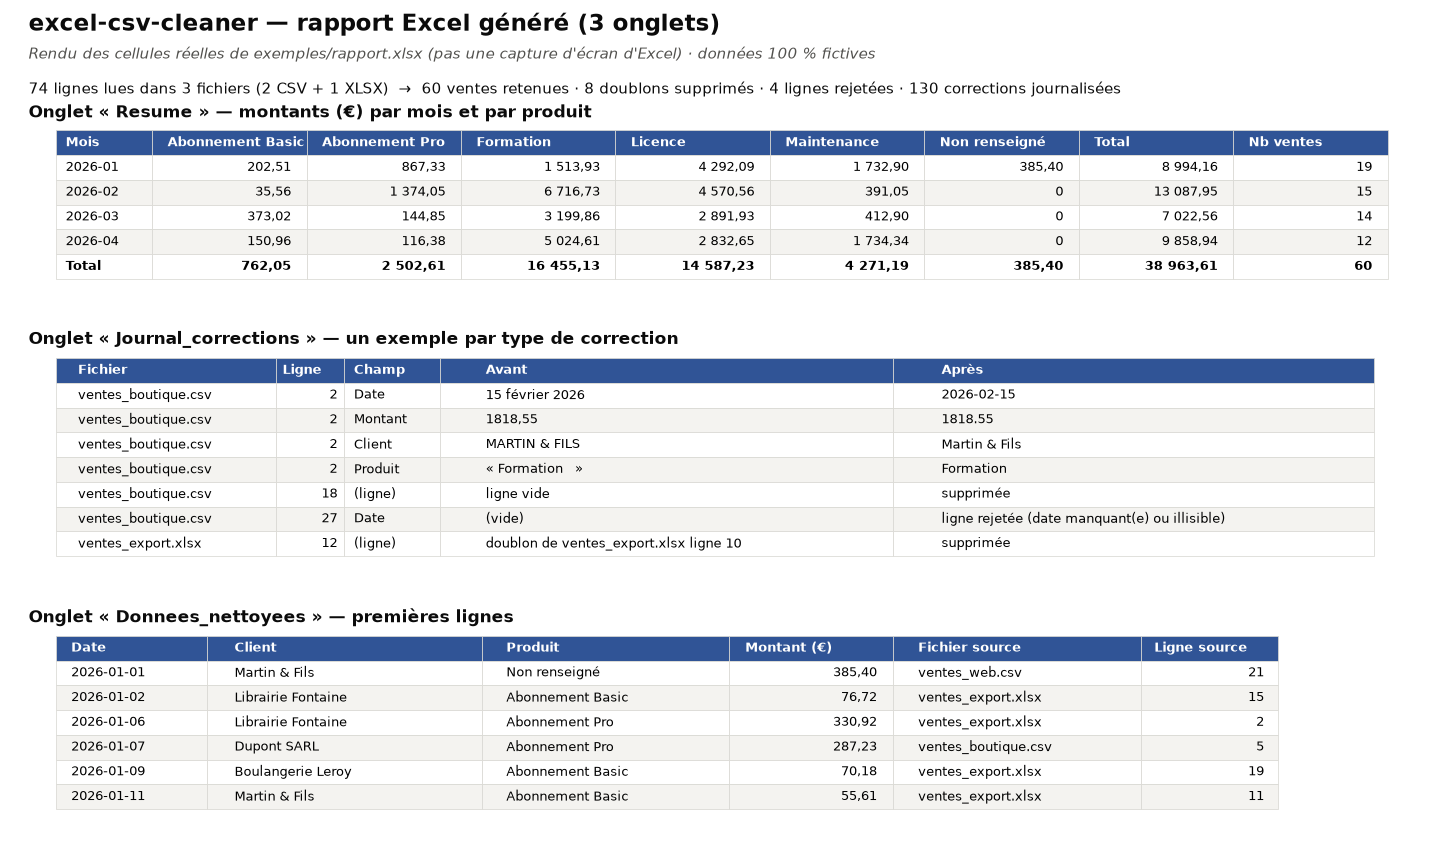 excel-csv-cleaner — rapport Excel généré (3 onglets)
Rendu des cellules réelles de exemples/rapport.xlsx (pas une capture d'écran d'Excel) · données 100 % fictives
74 lignes lues dans 3 fichiers (2 CSV + 1 XLSX) → 60 ventes retenues · 8 doublons supprimés · 4 lignes rejetées · 130 corrections journalisées
Onglet « Resume » — montants (€) par mois et par produit
Mois Abonnement Basic Abonnement Pro Formation Licence Maintenance Non renseigné Total Nb ventes
2026-01 202,51 867,33 1 513,93 4 292,09 1 732,90 385,40 8 994,16 19
2026-02 35,56 1 374,05 6 716,73 4 570,56 391,05 0 13 087,95 15
2026-03 373,02 144,85 3 199,86 2 891,93 412,90 0 7 022,56 14
2026-04 150,96 116,38 5 024,61 2 832,65 1 734,34 0 9 858,94 12
Total 762,05 2 502,61 16 455,13 14 587,23 4 271,19 385,40 38 963,61 60
Onglet « Journal_corrections » — un exemple par type de correction
Fichier Ligne Champ Avant Après
ventes_boutique.csv 2 Date 15 février 2026 2026-02-15
ventes_boutique.csv 2 Montant 1818,55 1818.55
ventes_boutique.csv 2 Client MARTIN & FILS Martin & Fils
ventes_boutique.csv 2 Produit « Formation   » Formation
ventes_boutique.csv 18 (ligne) ligne vide supprimée
ventes_boutique.csv 27 Date (vide) ligne rejetée (date manquant(e) ou illisible)
ventes_export.xlsx 12 (ligne) doublon de ventes_export.xlsx ligne 10 supprimée
Onglet « Donnees_nettoyees » — premières lignes
Date Client Produit Montant (€) Fichier source Ligne source
2026-01-01 Martin & Fils Non renseigné 385,40 ventes_web.csv 21
2026-01-02 Librairie Fontaine Abonnement Basic 76,72 ventes_export.xlsx 15
2026-01-06 Librairie Fontaine Abonnement Pro 330,92 ventes_export.xlsx 2
2026-01-07 Dupont SARL Abonnement Pro 287,23 ventes_boutique.csv 5
2026-01-09 Boulangerie Leroy Abonnement Basic 70,18 ventes_export.xlsx 19
2026-01-11 Martin & Fils Abonnement Basic 55,61 ventes_export.xlsx 11